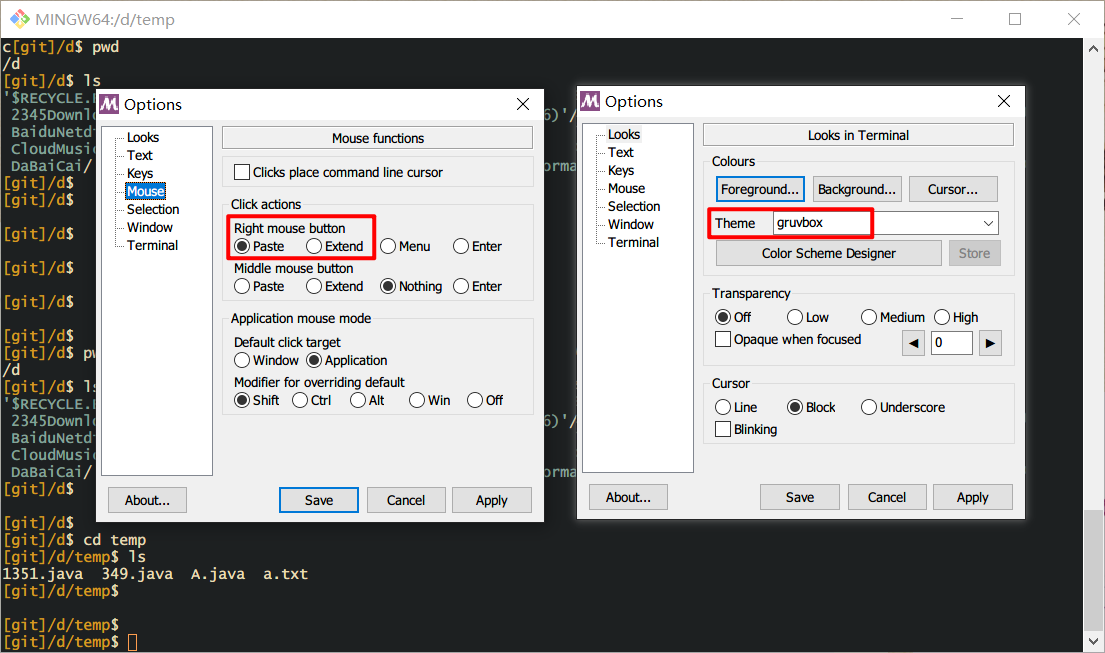 MINGW64:/d/temp
c[git]/d$ pwd
/d
[git]/d$ ls
'$RECYCLE.
2345Downlo
BaiduNetd
CloudMusic
DaBaiCai/
[git]/d$
[git]/d$
[git]/d$
[git]/d$
[git]/d$
[git]/d$
[git]/d$ pw
/d
[git]/d$ ls
'$RECYCLE.
2345Downlo
BaiduNetd
CloudMusic
DaBaiCai/
[git]/d$
[git]/d$
[git]/d$ cd temp
[git]/d/temp$ ls
1351.java 349.java A.java a.txt
[git]/d/temp$
[git]/d/temp$
[git]/d/temp$
6)'/
orma
6)'/
orma
Options
Looks
Text
Keys
Mouse
Selection
Window
Terminal
Mouse functions
Clicks place command line cursor
Click actions
Right mouse button
Paste Extend Menu Enter
Middle mouse button
Paste Extend Nothing Enter
Application mouse mode
Default click target
Window Application
Modifier for overriding default
Shift Ctrl Alt Win Off
About... Save Cancel Apply
Options
Looks
Text
Keys
Mouse
Selection
Window
Terminal
Looks in Terminal
Colours
Foreground... Background... Cursor...
Theme gruvbox
Color Scheme Designer Store
Transparency
Off Low Medium High
Opaque when focused 0
Cursor
Line Block Underscore
Blinking
About... Save Cancel Apply